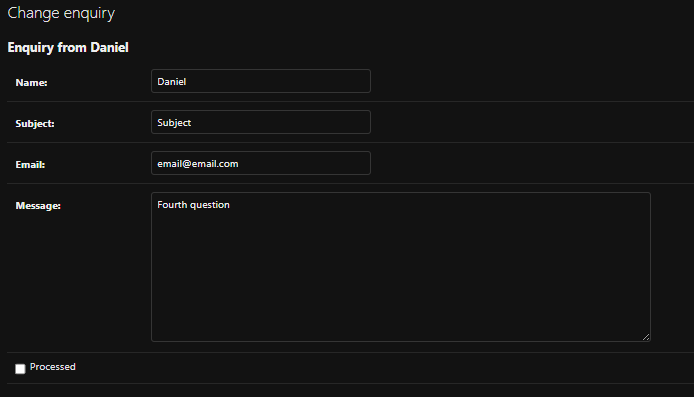 Change enquiry
Enquiry from Daniel
Name: Daniel
Subject: Subject
Email: email@email.com
Message: Fourth question
Processed